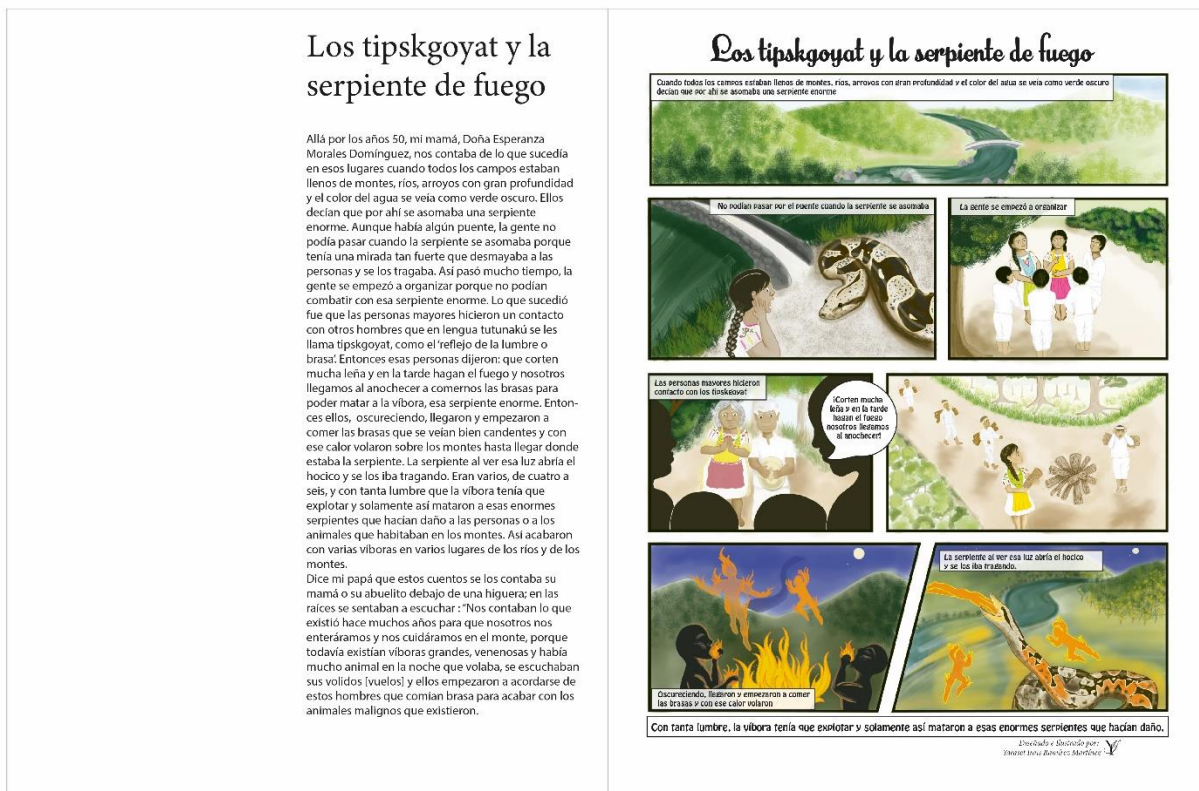 Los tipskgoyat y la
serpiente de fuego
Allá por los años 50, mi mamá, Doña Esperanza
Morales Domínguez, nos contaba de lo que sucedía
en esos lugares cuando todos los campos estaban
llenos de montes, ríos, arroyos con gran profundidad
y el color del agua se veía como verde oscuro. Ellos
decían que por ahí se asomaba una serpiente
enorme. Aunque había algún puente, la gente no
podía pasar cuando la serpiente se asomaba porque
tenía una mirada tan fuerte que desmayaba a las
personas y se los tragaba. Así pasó mucho tiempo, la
gente se empezó a organizar porque no podían
combatir con esa serpiente enorme. Lo que sucedió
fue que las personas mayores hicieron un contacto
con otros hombres que en lengua tutunakú se les
llama tipskgoyat, como el 'reflejo de la lumbre o
brasa'. Entonces esas personas dijeron: que corten
mucha leña y en la tarde hagan el fuego y nosotros
llegamos al anochecer a comernos las brasas para
poder matar a la víbora, esa serpiente enorme. Enton-
ces ellos, oscureciendo, llegaron y empezaron a
comer las brasas que se veían bien candentes y con
ese calor volaron sobre los montes hasta llegar donde
estaba la serpiente. La serpiente al ver esa luz abría el
hocico y se los iba tragando. Eran varios, de cuatro a
seis, y con tanta lumbre que la víbora tenía que
explotar y solamente así mataron a esas enormes
serpientes que hacían daño a las personas o a los
animales que habitaban en los montes. Así acabaron
con varias víboras en varios lugares de los ríos y de los
montes.
Dice mi papá que estos cuentos se los contaba su
mamá o su abuelito debajo de una higuera; en las
raíces se sentaban a escuchar : "Nos contaban lo que
existió hace muchos años para que nosotros nos
enteráramos y nos cuidáramos en el monte, porque
todavía existían víboras grandes, venenosas y había
mucho animal en la noche que volaba, se escuchaban
sus volidos [vuelos] y ellos empezaron a acordarse de
estos hombres que comían brasa para acabar con los
animales malignos que existieron.
Los tipskgoyat y la serpiente de fuego
Cuando todos los campos estaban llenos de montes, ríos, arroyos con gran profundidad y el color del agua se veía como verde oscuro
decían que por ahí se asomaba una serpiente enorme
No podían pasar por el puente cuando la serpiente se asomaba
La gente se empezó a organizar
Las personas mayores hicieron
contacto con los tipskgoyat
¡Corten mucha
leña y en la tarde
hagan el fuego
nosotros llegamos
al anochecer!
Oscureciendo, llegaron y empezaron a comer
las brasas y con ese calor volaron
La serpiente al ver esa luz abría el hocico
y se los iba tragando.
Con tanta lumbre, la víbora tenía que explotar y solamente así mataron a esas enormes serpientes que hacían daño.
Diseñado e Ilustrado por:
Ramírez Martínez